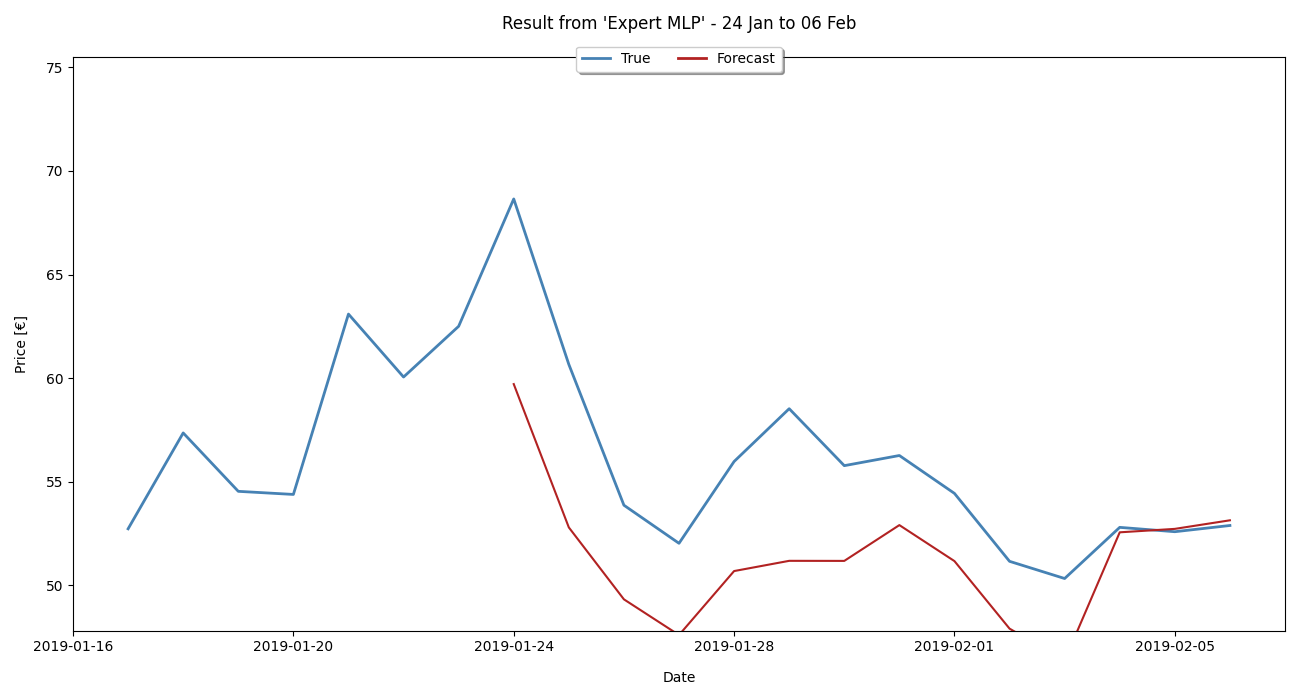 Result from 'Expert MLP' - 24 Jan to 06 Feb
True
Forecast
75
70
65
60
55
50
Price [€]
2019-01-16
2019-01-20
2019-01-24
2019-01-28
2019-02-01
2019-02-05
Date